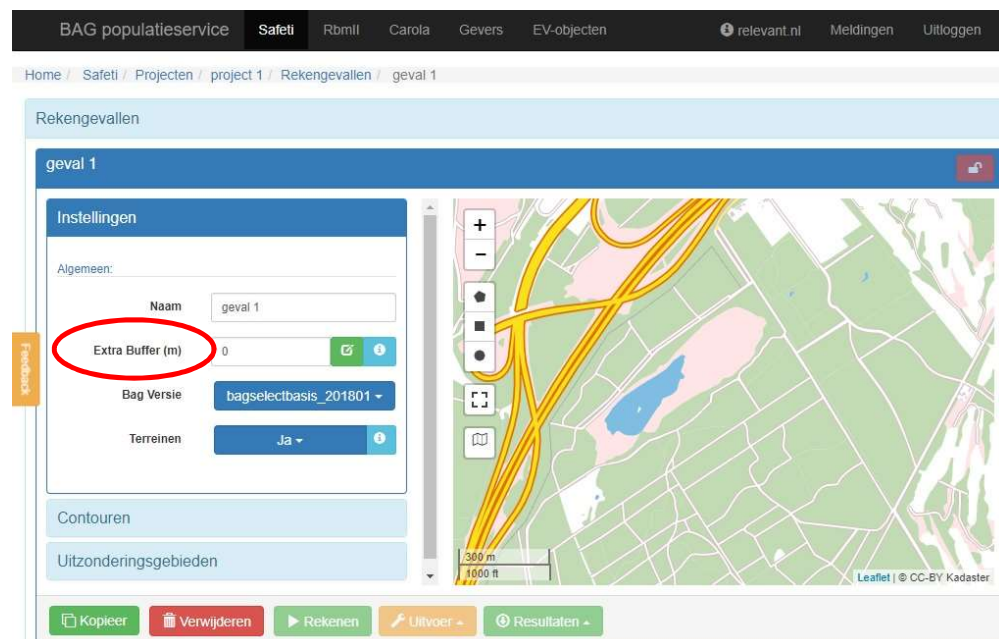 BAG populatieservice Safeti RbmII Carola Gevers EV-objecten relevant.nl Meldingen Uitloggen
Home / Safeti / Projecten / project 1 / Rekengevallen / geval 1
Rekengevallen
geval 1
Instellingen
Algemeen:
Naam geval 1
Extra Buffer (m) 0
Bag Versie bagselectbasis_201801
Terreinen Ja
Contouren
Uitzonderingsgebieden
Feedback
+
−
300 m
1000 ft
Leaflet | © CC-BY Kadaster
Kopieer Verwijderen Rekenen Uitvoer Resultaten